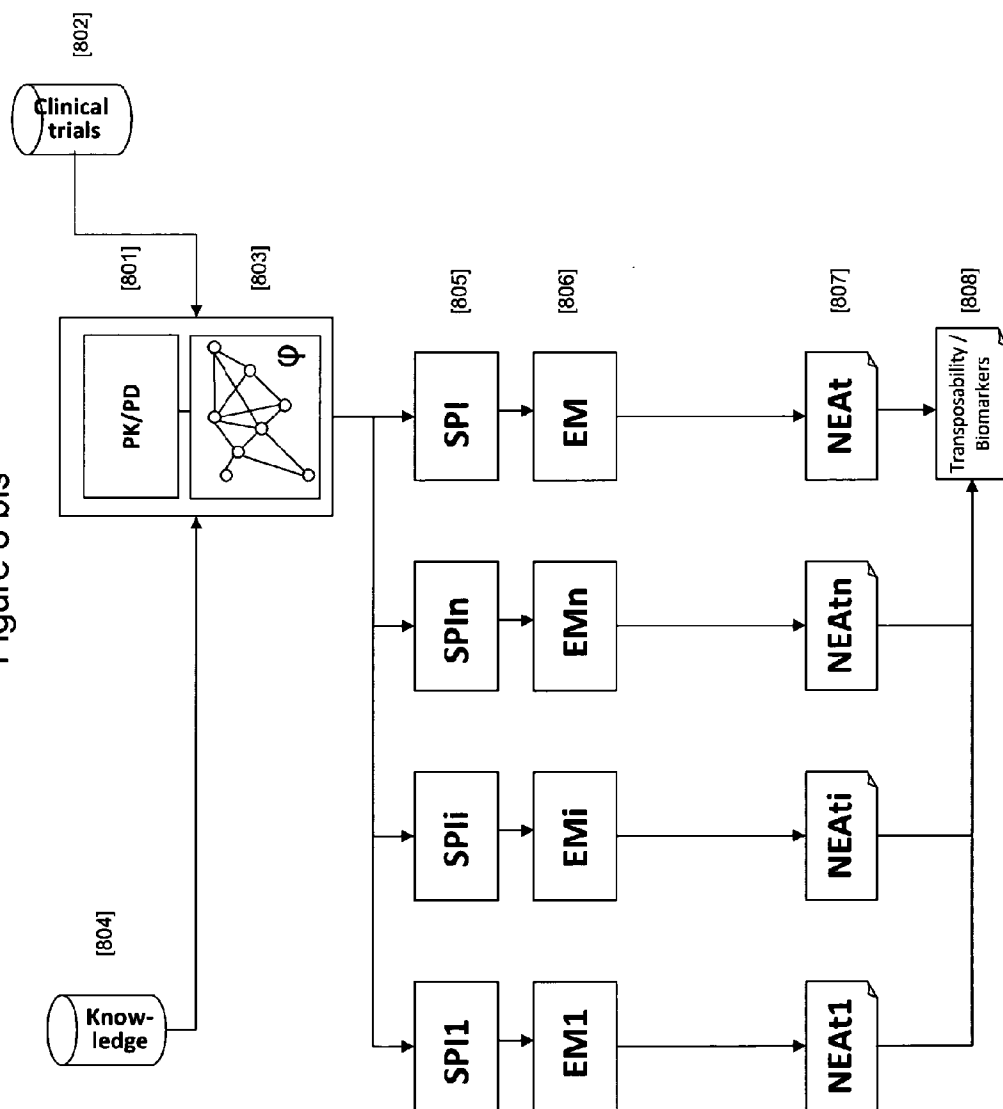 Figure 8 bis
[802]
Clinical
trials
[804]
Know-
ledge
[801]
PK/PD
[803]
φ
[805]
SPI1
SPIi
SPIn
SPI
[806]
EM1
EMi
EMn
EM
[807]
NEAt1
NEAti
NEAtn
NEAt
[808]
Transposability /
Biomarkers